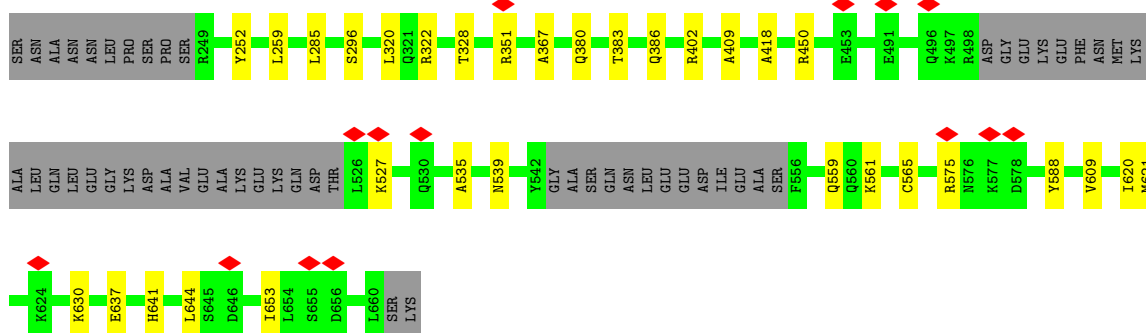 SER ASN ALA ASN ASN LEU PRO SER PRO SER R249 Y252 L259 L285 S296 L320 Q321 R322 T328 R351 A367 Q380 T383 Q386 R402 A409 A418 R450 E453 E491 Q496 K497 R498 ASP GLY GLU LYS GLU PHE ASN MET LYS
ALA LEU GLN LEU GLU GLY LYS ASP ALA VAL GLU ALA LYS GLU LYS GLN ASP THR L526 K527 Q530 A535 N539 Y542 GLY ALA SER GLN ASN LEU GLU GLU ASP ILE GLU ALA SER F556 Q559 Q560 K561 C565 R575 N576 K577 D578 Y588 V609 I620
K624 K630 E637 H641 L644 S645 D646 I653 L654 S655 D656 L660 SER LYS